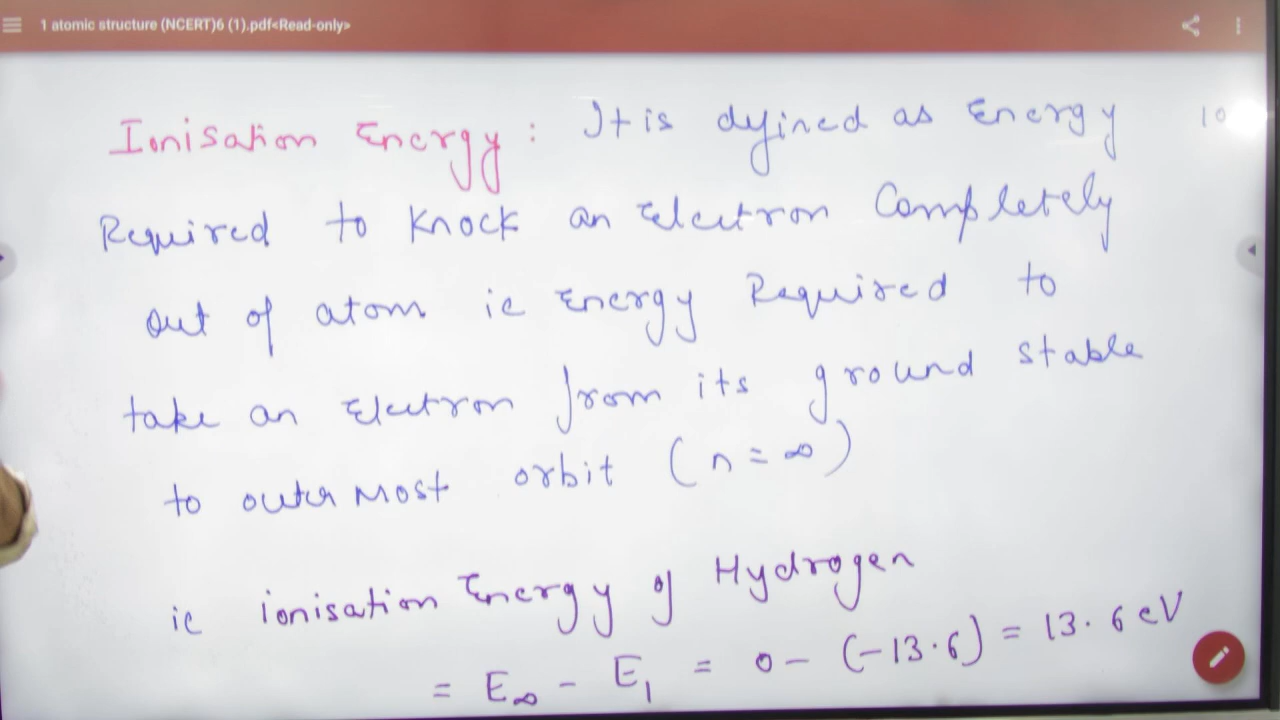 1 atomic structure (NCERT)6 (1).pdf<Read-only>
10
Ionisation Energy : It is defined as Energy
Required to Knock an Electron Completely
out of atom ie Energy Required to
take an Electron from its ground stable
to outer Most orbit (n = ∞)
ie ionisation Energy of Hydrogen
= E∞ - E₁ = 0 - (-13.6) = 13.6 eV